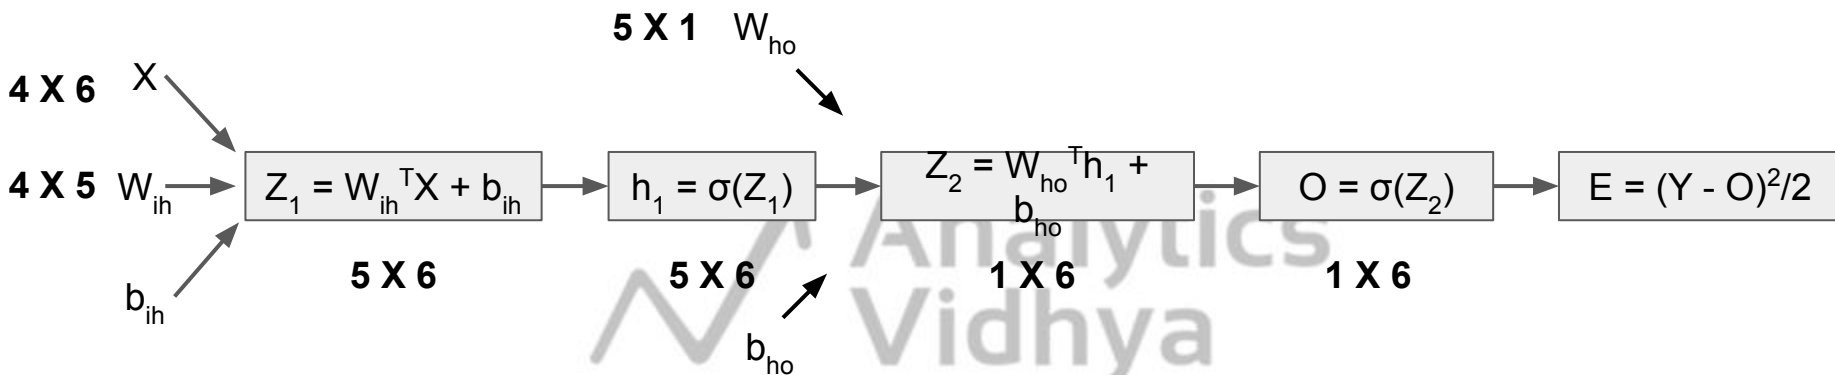 5 X 1 W_ho
4 X 6 X
4 X 5 W_ih
b_ih
Z_1 = W_ih^T X + b_ih
5 X 6
h_1 = σ(Z_1)
5 X 6
b_ho
Z_2 = W_ho^T h_1 +
b_ho
1 X 6
O = σ(Z_2)
1 X 6
E = (Y - O)^2/2
Analytics
Vidhya